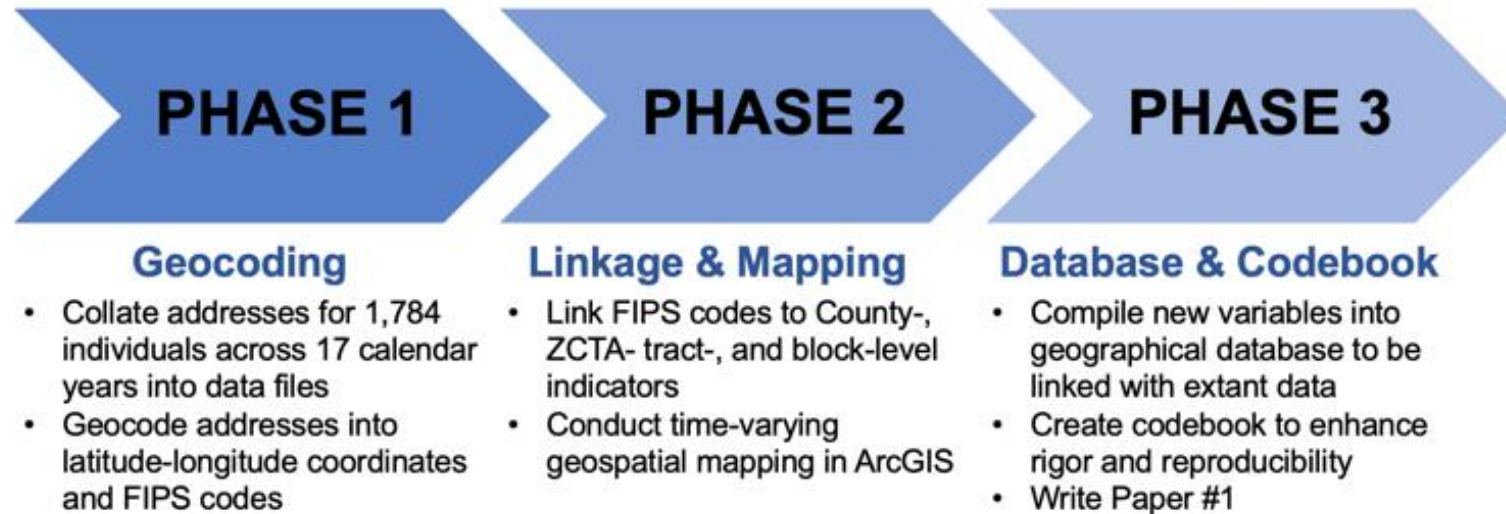 PHASE 1
Geocoding
• Collate addresses for 1,784
individuals across 17 calendar
years into data files
• Geocode addresses into
latitude-longitude coordinates
and FIPS codes
PHASE 2
Linkage & Mapping
• Link FIPS codes to County-,
ZCTA- tract-, and block-level
indicators
• Conduct time-varying
geospatial mapping in ArcGIS
PHASE 3
Database & Codebook
• Compile new variables into
geographical database to be
linked with extant data
• Create codebook to enhance
rigor and reproducibility
• Write Paper #1